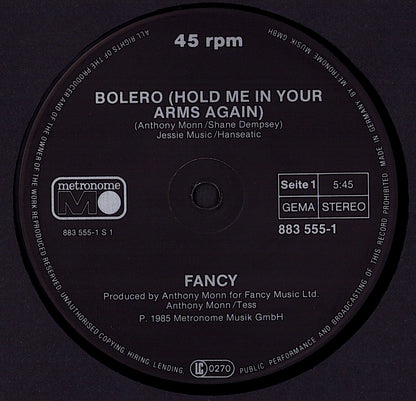 45 rpm
BOLERO (HOLD ME IN YOUR
ARMS AGAIN)
(Anthony Monn/Shane Dempsey)
Jessie Music/Hanseatic
metronome
M
883 555-1 S 1
Seite 1 5:45
GEMA STEREO
883 555-1
FANCY
Produced by Anthony Monn for Fancy Music Ltd.
Anthony Monn/Tess
P. 1985 Metronome Musik GmbH
LC 0270
ALL RIGHTS OF THE PRODUCER AND OF THE OWNER OF THE WORK REPRODUCED RESERVED. UNAUTHORISED COPYING, HIRING, LENDING, PUBLIC PERFORMANCE AND BROADCASTING OF THIS RECORD PROHIBITED. MADE IN GERMANY BY METRONOME MUSIK GMBH